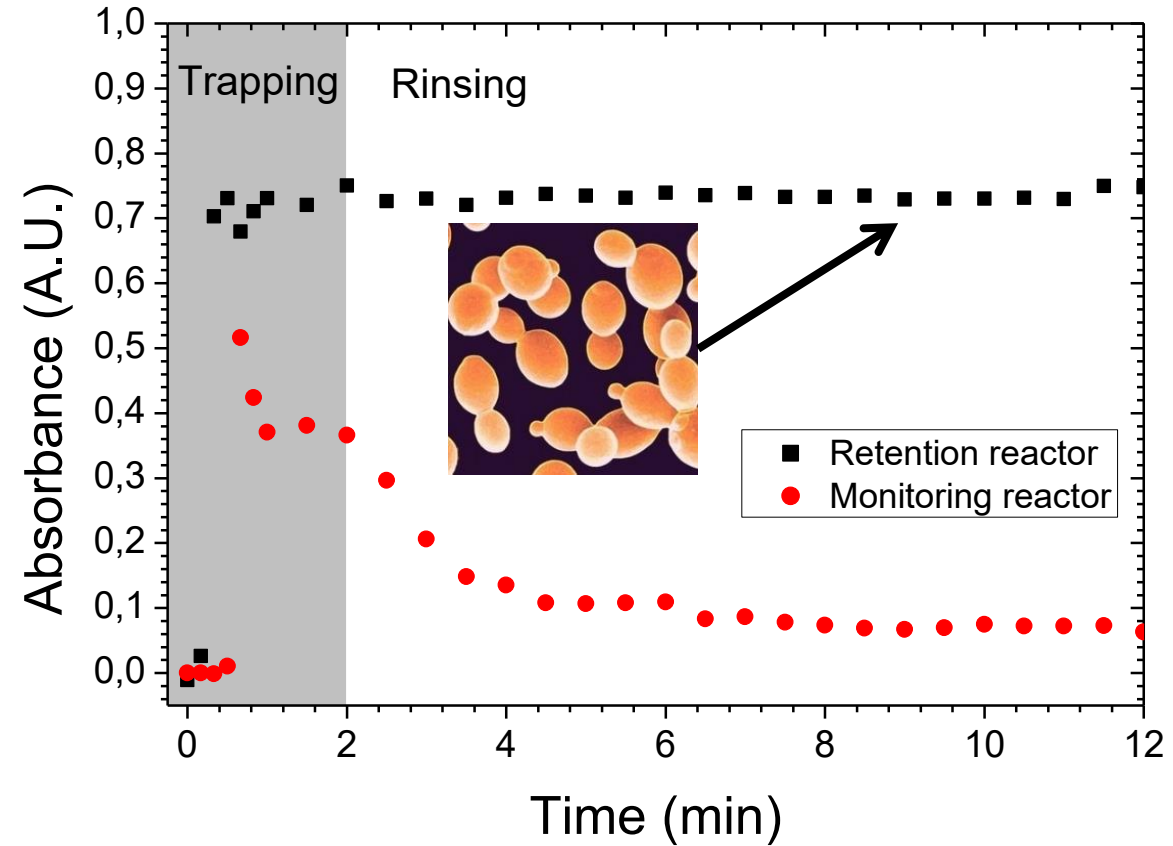 1,0
0,9
0,8
0,7
0,6
0,5
0,4
0,3
0,2
0,1
0,0
Absorbance (A.U.)
Trapping
Rinsing
Retention reactor
Monitoring reactor
0 2 4 6 8 10 12
Time (min)